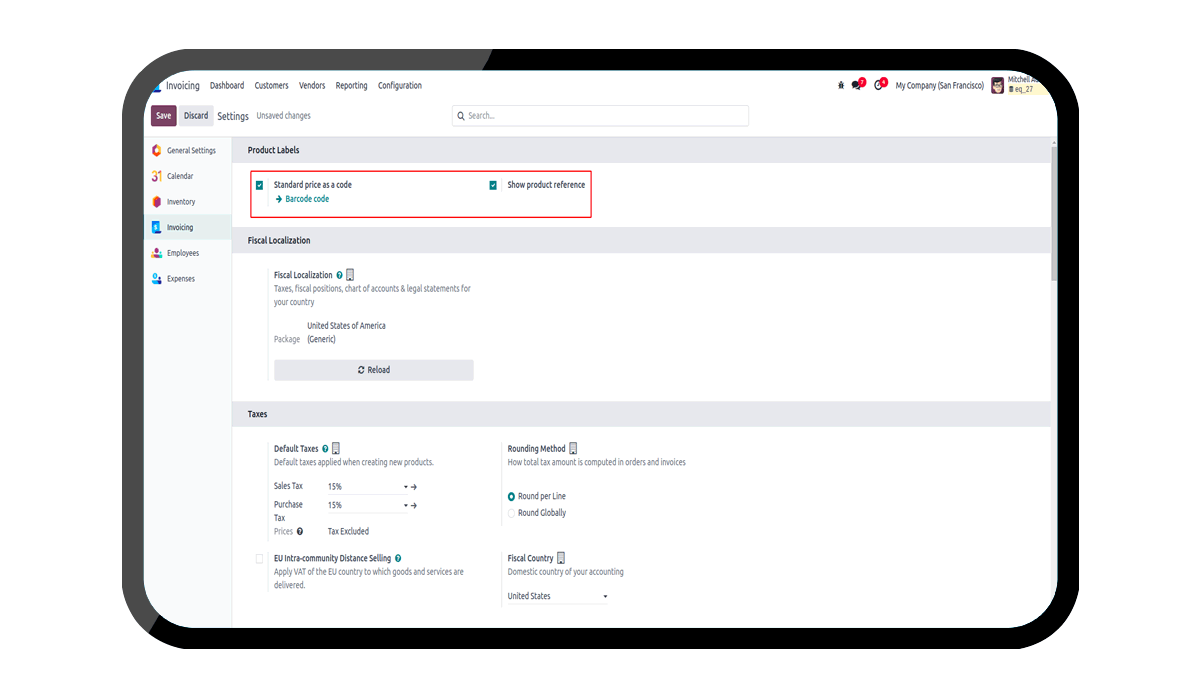 Invoicing Dashboard Customers Vendors Reporting Configuration 7 4 My Company (San Francisco) Mitchell
eq_27
Save Discard Settings Unsaved changes Search...
General Settings
31 Calendar
Inventory
Invoicing
Employees
Expenses
Product Labels
Standard price as a code Show product reference
Barcode code
Fiscal Localization
Fiscal Localization ?
Taxes, fiscal positions, chart of accounts & legal statements for
your country
United States of America
Package (Generic)
Reload
Taxes
Default Taxes ? Rounding Method
Default taxes applied when creating new products. How total tax amount is computed in orders and invoices
Sales Tax 15%
Round per Line
Purchase 15%
Tax
Round Globally
Prices ? Tax Excluded
EU Intra-community Distance Selling ? Fiscal Country
Apply VAT of the EU country to which goods and services are Domestic country of your accounting
delivered.
United States